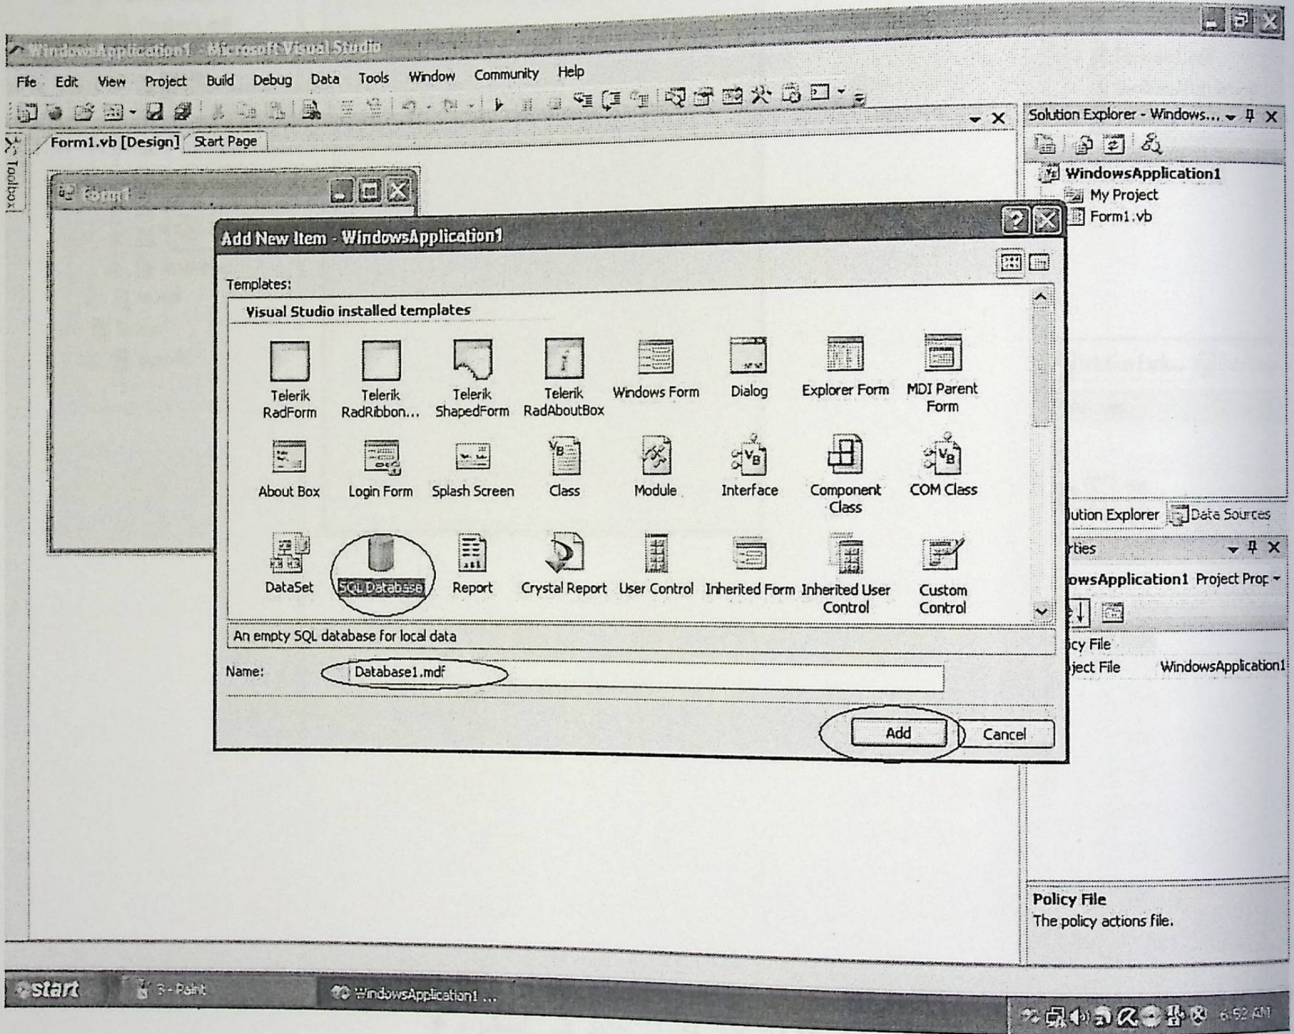 WindowsApplication1 - Microsoft Visual Studio
File Edit View Project Build Debug Data Tools Window Community Help
Toolbox
Form1.vb [Design] Start Page
Form1
Add New Item - WindowsApplication1
Templates:
Visual Studio installed templates
Telerik RadForm
Telerik RadRibbon...
Telerik ShapedForm
Telerik RadAboutBox
Windows Form
Dialog
Explorer Form
MDI Parent Form
About Box
Login Form
Splash Screen
Class
Module
Interface
Component Class
COM Class
DataSet
SQL Database
Report
Crystal Report
User Control
Inherited Form
Inherited User Control
Custom Control
An empty SQL database for local data
Name: Database1.mdf
Add Cancel
Solution Explorer - Windows...
WindowsApplication1
My Project
Form1.vb
ution Explorer Data Sources
rties
owsApplication1 Project Prop
icy File
ject File WindowsApplication1
Policy File
The policy actions file.
start 3 - Paint WindowsApplication1 ... 6:52 AM